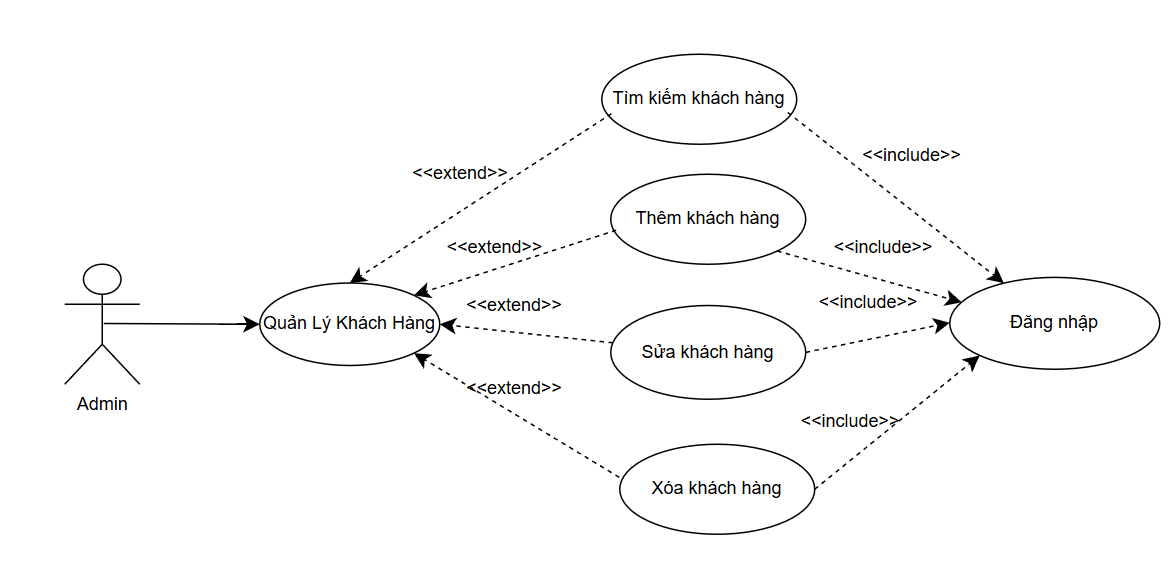 Tìm kiếm khách hàng
<<include>>
<<extend>>
Thêm khách hàng
<<extend>>
<<include>>
<<extend>>
<<include>>
Quản Lý Khách Hàng
Đăng nhập
Sửa khách hàng
<<extend>>
Admin
<<include>>
Xóa khách hàng